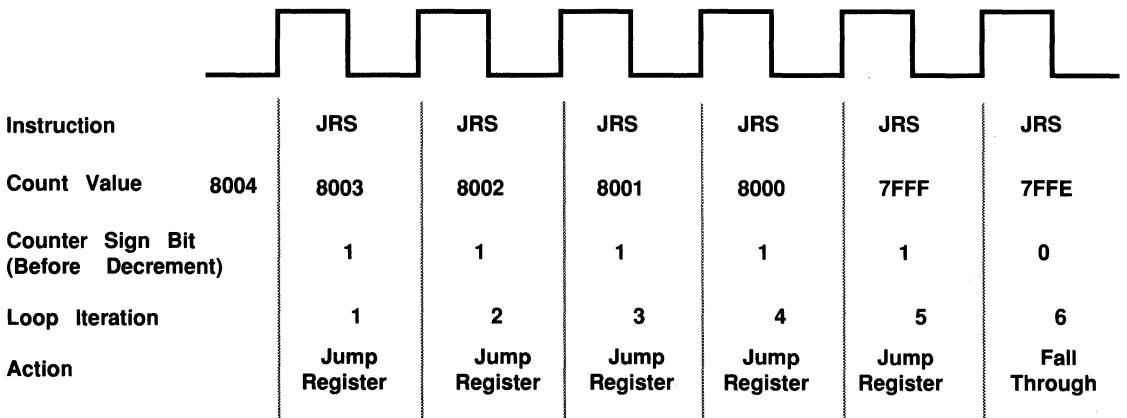 Instruction JRS JRS JRS JRS JRS JRS
Count Value 8004 8003 8002 8001 8000 7FFF 7FFE
Counter Sign Bit
(Before Decrement) 1 1 1 1 1 0
Loop Iteration 1 2 3 4 5 6
Action Jump Register Jump Register Jump Register Jump Register Jump Register Fall Through